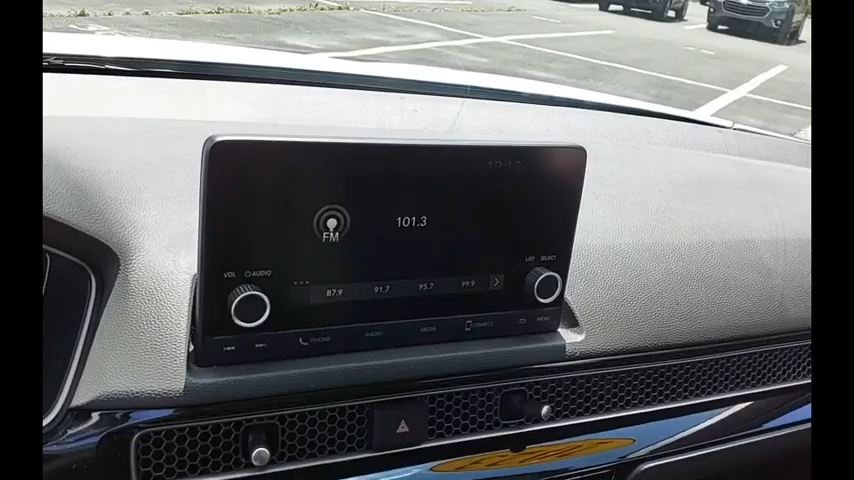 FM
101.3
VOL AUDIO
LIST SELECT
87.9 91.7 95.7 99.9
PHONE RADIO MEDIA CONNECT MENU